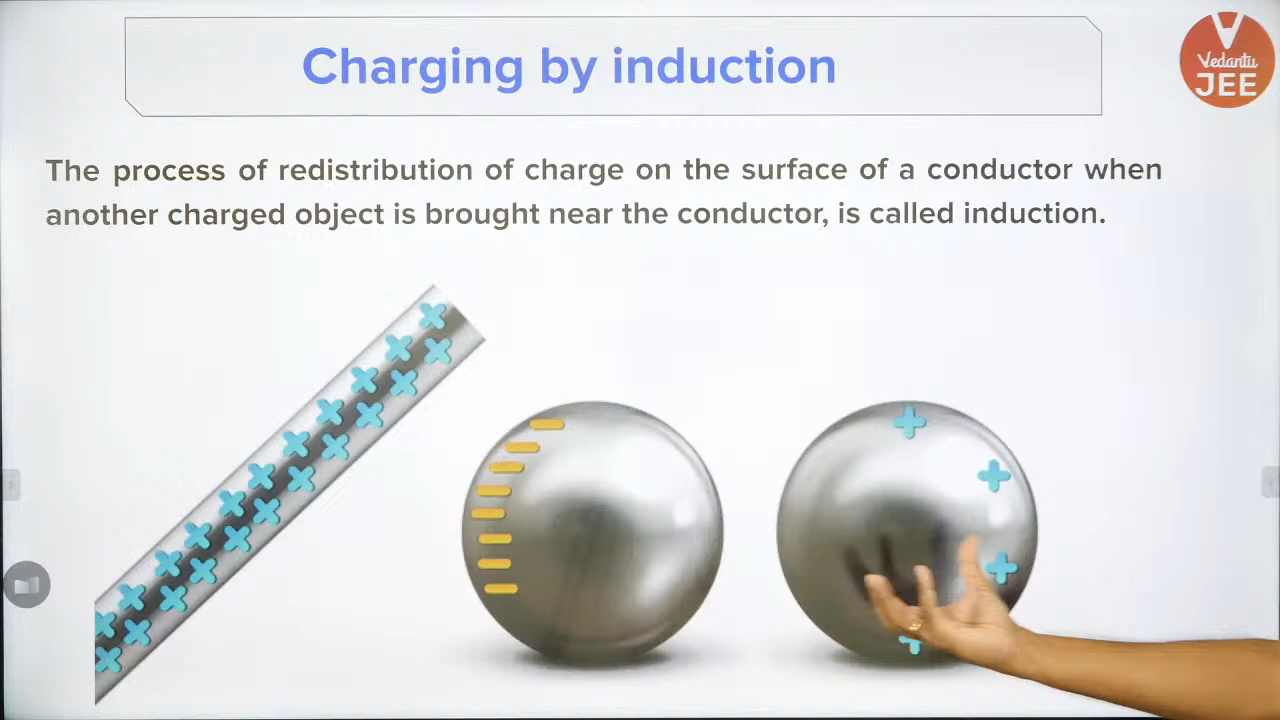 Charging by induction
Vedantu
JEE
The process of redistribution of charge on the surface of a conductor when
another charged object is brought near the conductor, is called induction.